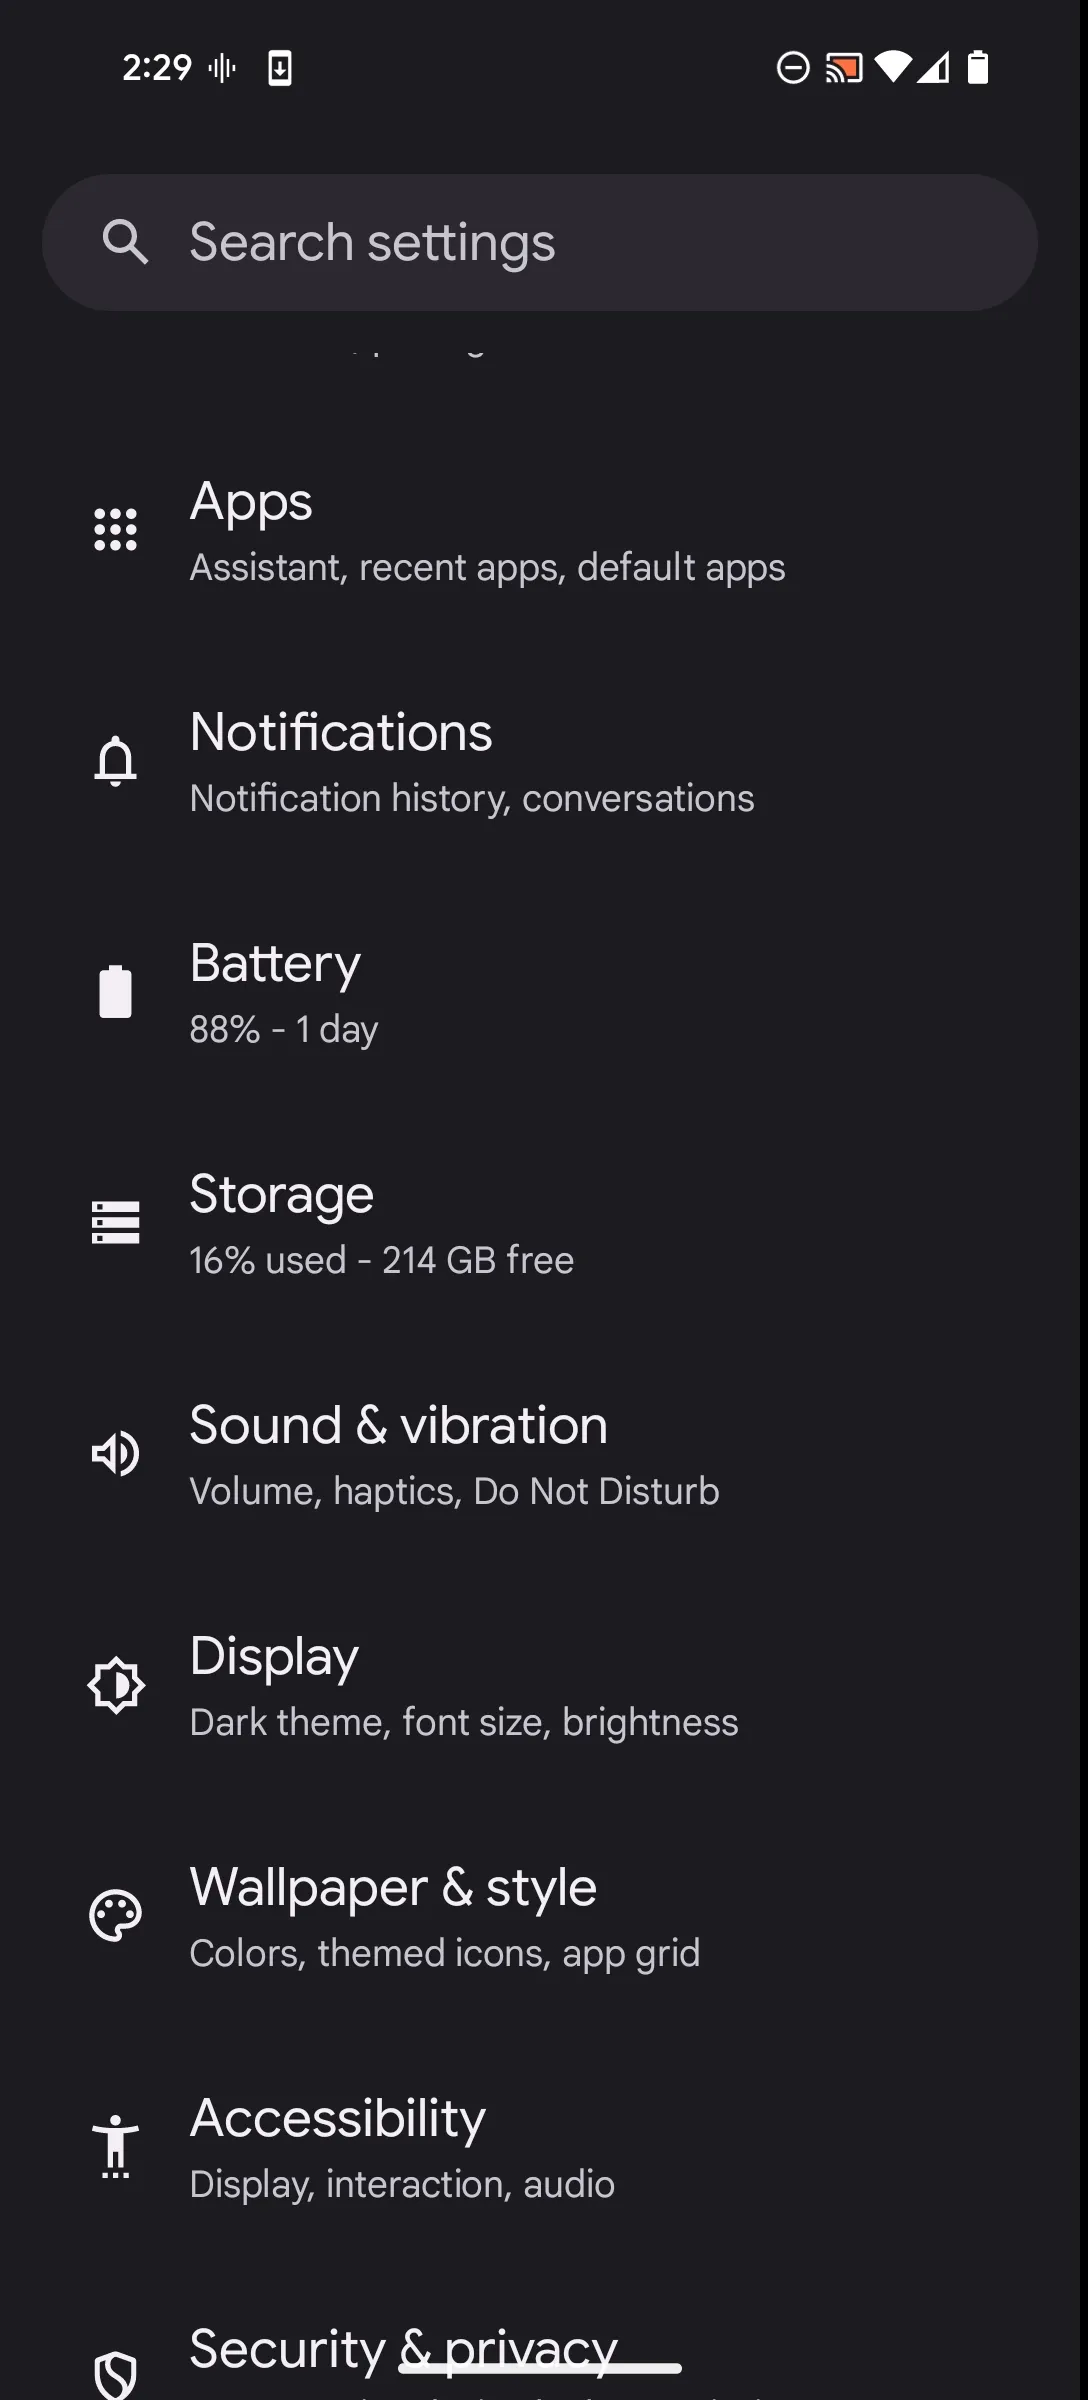 2:29
Search settings
Apps
Assistant, recent apps, default apps
Notifications
Notification history, conversations
Battery
88% - 1 day
Storage
16% used - 214 GB free
Sound & vibration
Volume, haptics, Do Not Disturb
Display
Dark theme, font size, brightness
Wallpaper & style
Colors, themed icons, app grid
Accessibility
Display, interaction, audio
Security & privacy